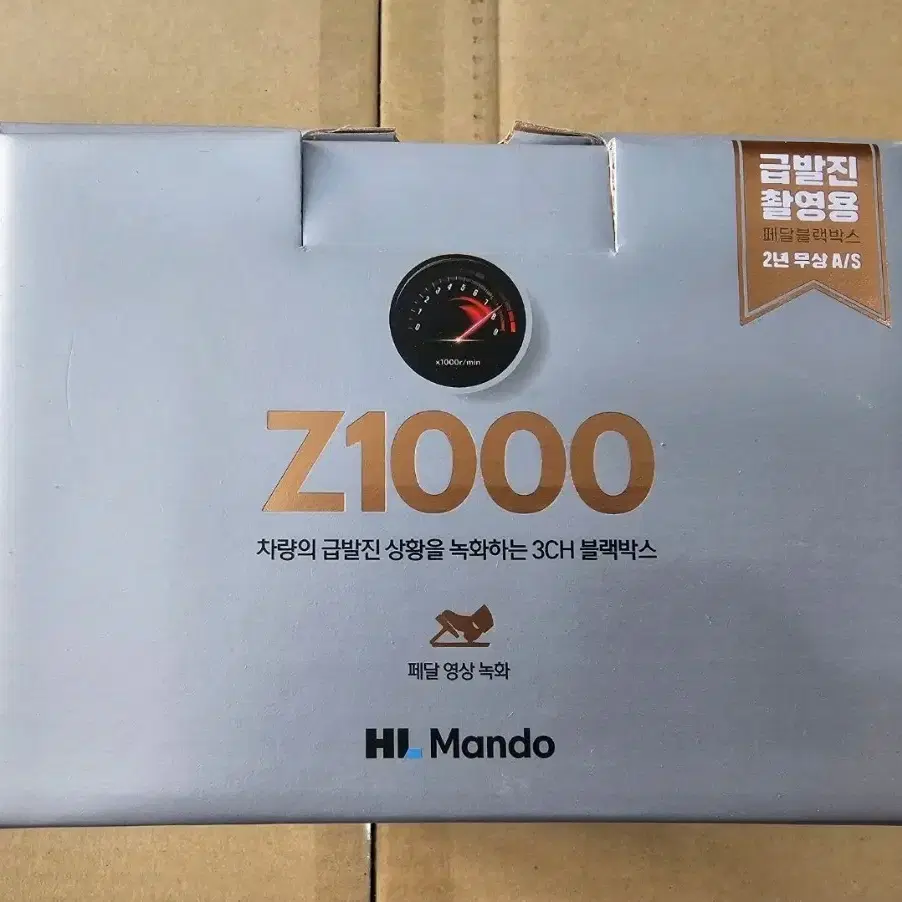 급발진
촬영용
페달블랙박스
2년 무상 A/S
x1000r/min
Z1000
차량의 급발진 상황을 녹화하는 3CH 블랙박스
페달 영상 녹화
HL Mando